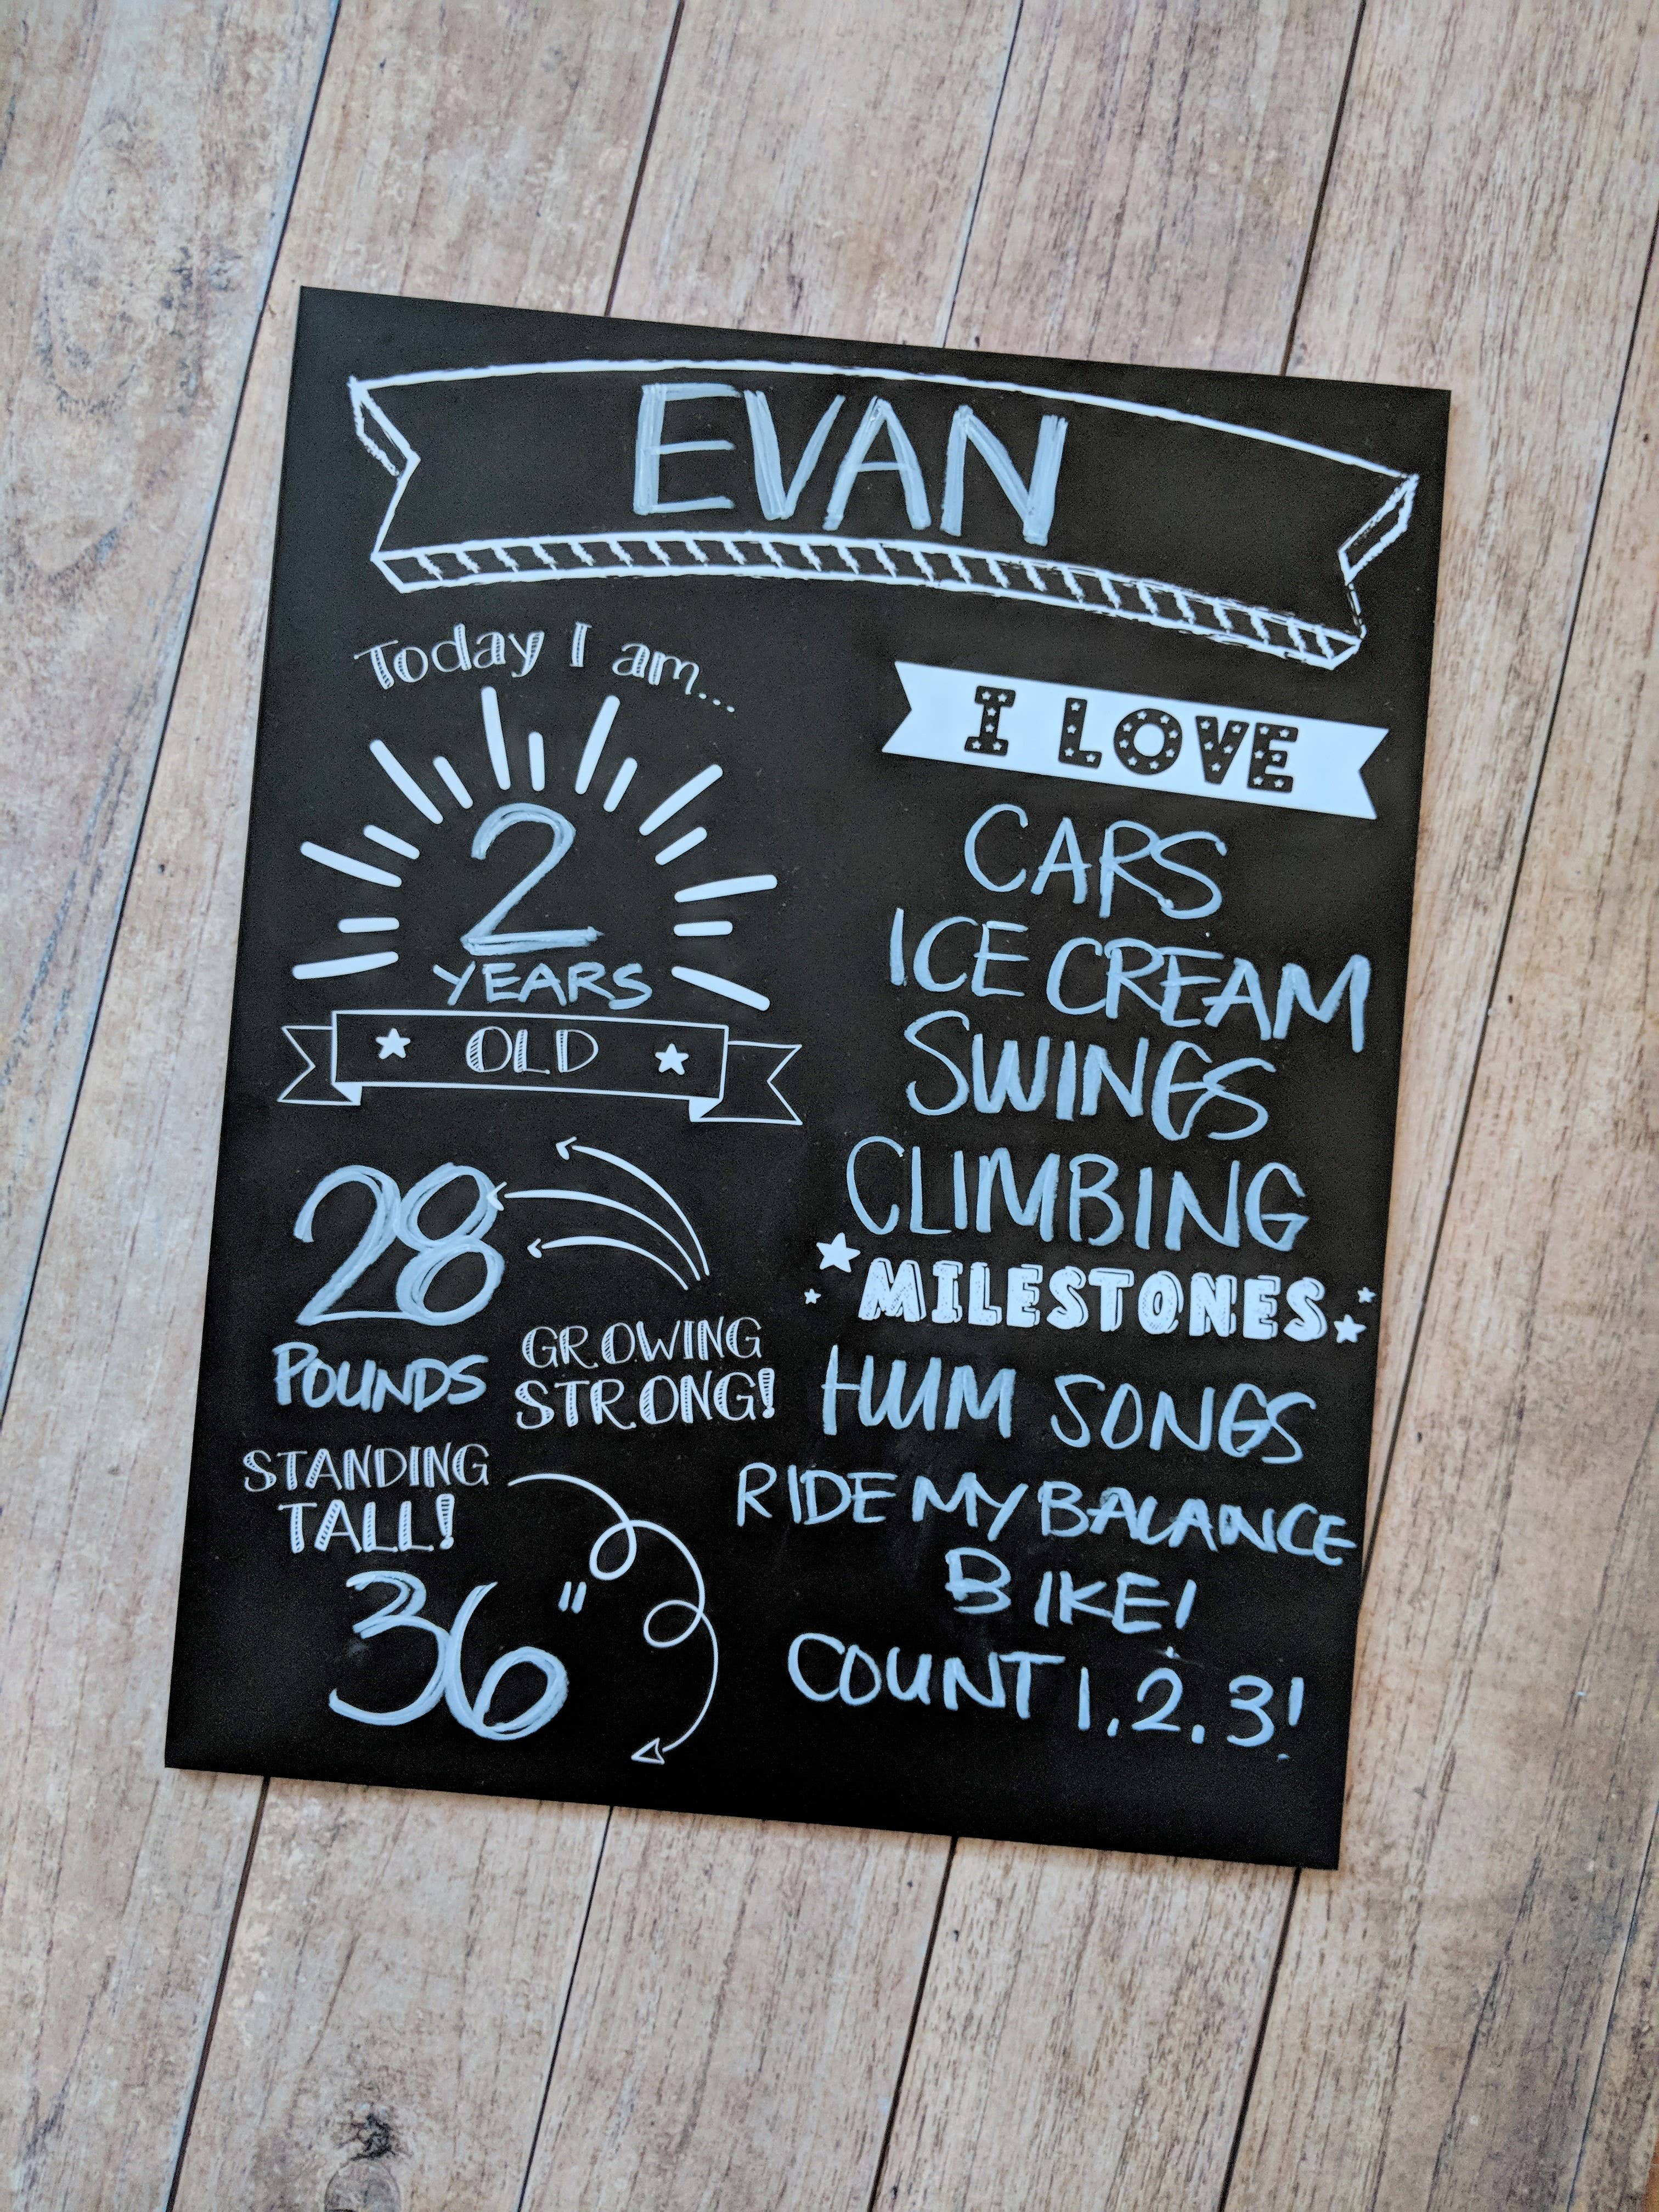 EVAN
Today I am...
2
YEARS
OLD
28
POUNDS
GROWING
STRONG!
STANDING
TALL!
36"
I LOVE
CARS
ICE CREAM
SWINGS
CLIMBING
MILESTONES
HUM SONGS
RIDE MY BALANCE
BIKE!
COUNT 1.2.3!